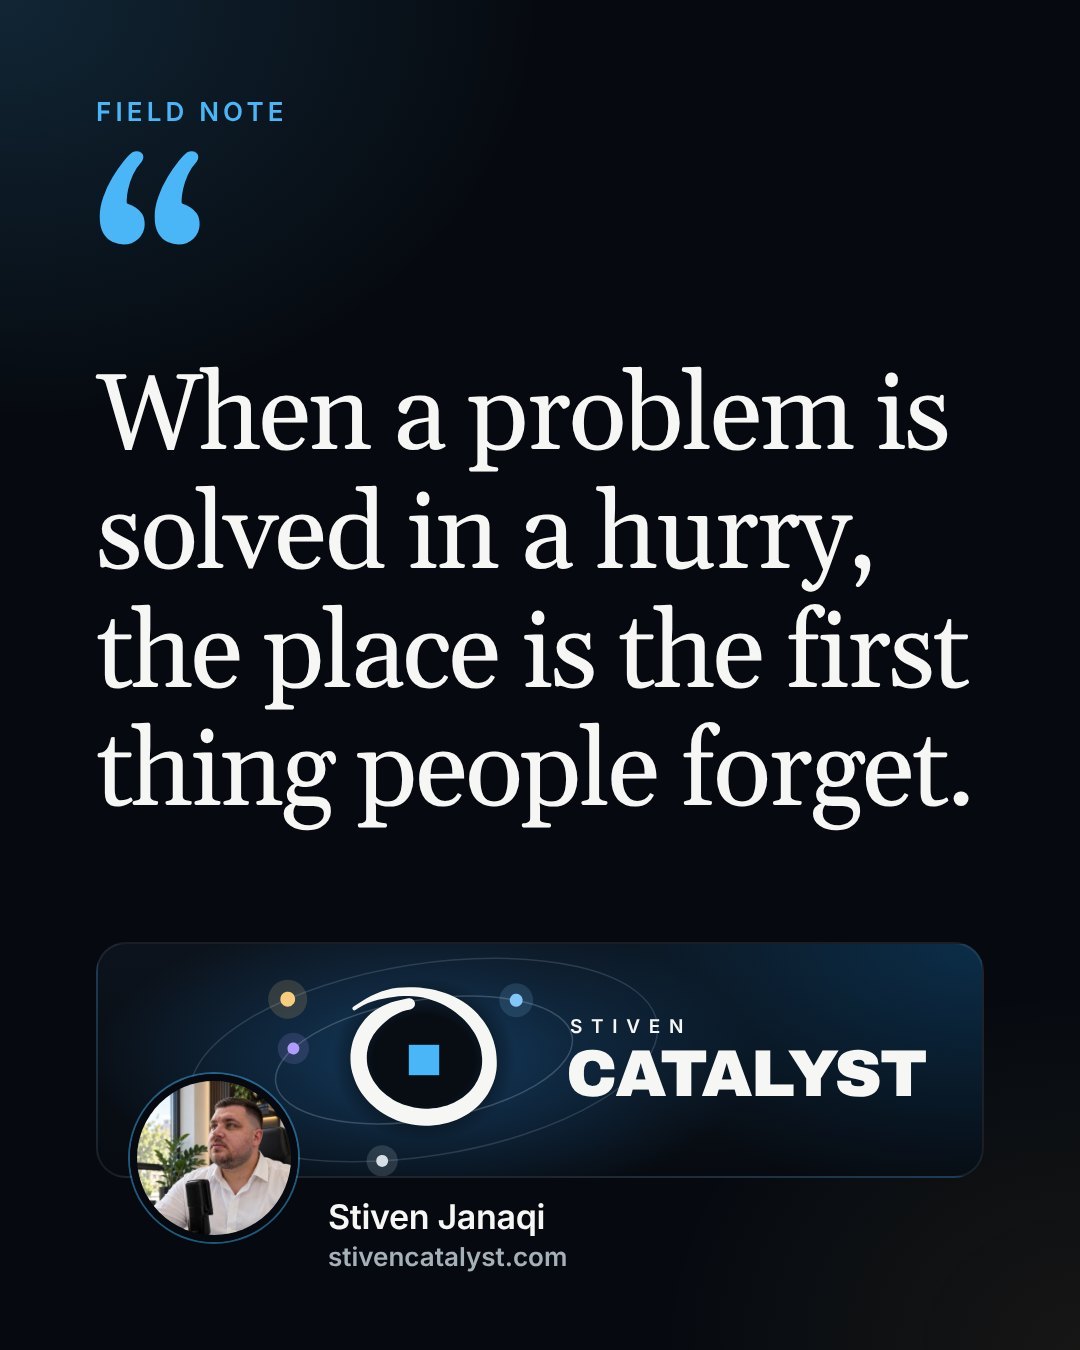 FIELD NOTE
“
When a problem is
solved in a hurry,
the place is the first
thing people forget.
STIVEN
CATALYST
Stiven Janaqi
stivencatalyst.com